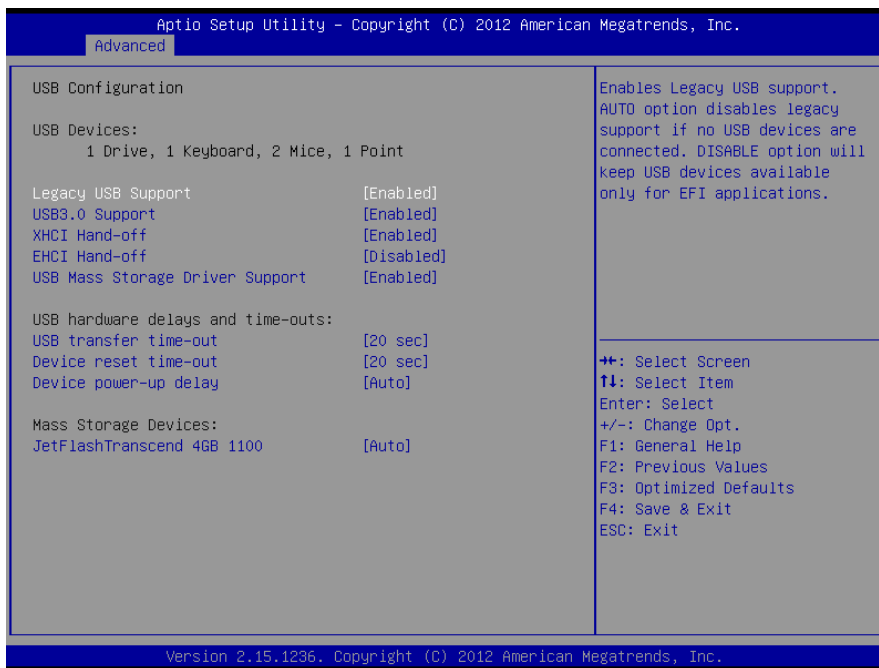 Aptio Setup Utility – Copyright (C) 2012 American Megatrends, Inc.
Advanced
USB Configuration
USB Devices:
1 Drive, 1 Keyboard, 2 Mice, 1 Point
Legacy USB Support [Enabled]
USB3.0 Support [Enabled]
XHCI Hand-off [Enabled]
EHCI Hand-off [Disabled]
USB Mass Storage Driver Support [Enabled]
USB hardware delays and time-outs:
USB transfer time-out [20 sec]
Device reset time-out [20 sec]
Device power-up delay [Auto]
Mass Storage Devices:
JetFlashTranscend 4GB 1100 [Auto]
Enables Legacy USB support.
AUTO option disables legacy
support if no USB devices are
connected. DISABLE option will
keep USB devices available
only for EFI applications.
→←: Select Screen
↑↓: Select Item
Enter: Select
+/-: Change Opt.
F1: General Help
F2: Previous Values
F3: Optimized Defaults
F4: Save & Exit
ESC: Exit
Version 2.15.1236. Copyright (C) 2012 American Megatrends, Inc.